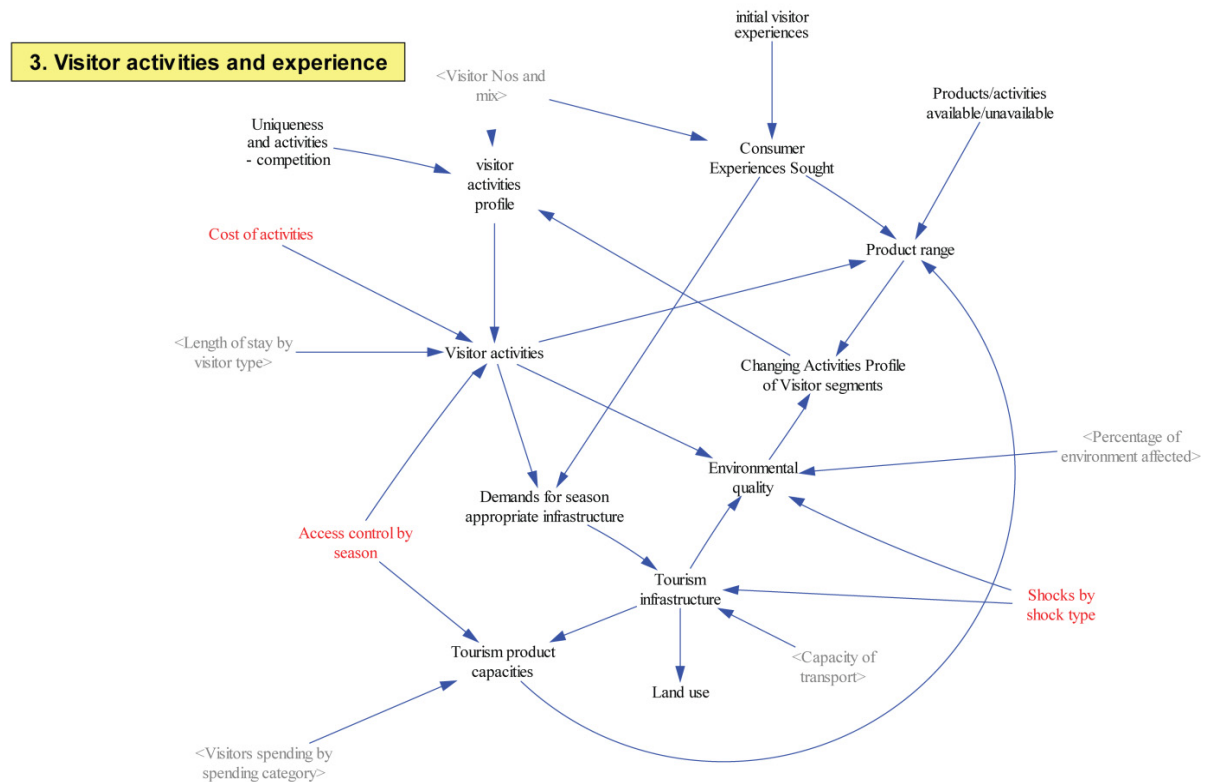 initial visitor
experiences
3. Visitor activities and experience
<Visitor Nos and
mix>
Products/activities
available/unavailable
Uniqueness
and activities
- competition
Consumer
Experiences Sought
visitor
activities
profile
Cost of activities
Product range
<Length of stay by
visitor type>
Visitor activities
Changing Activities Profile
of Visitor segments
<Percentage of
environment affected>
Environmental
quality
Demands for season
appropriate infrastructure
Access control by
season
Tourism
infrastructure
Shocks by
shock type
Tourism product
capacities
<Capacity of
transport>
Land use
<Visitors spending by
spending category>